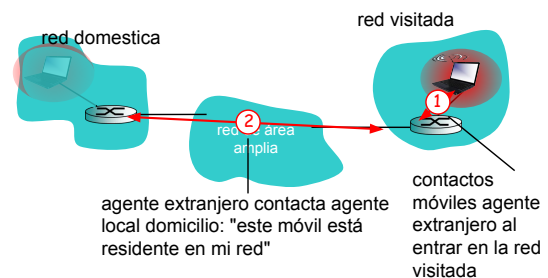 red domestica
red visitada
1
2
red de área
amplia
agente extranjero contacta agente
local domicilio: "este móvil está
residente en mi red"
contactos
móviles agente
extranjero al
entrar en la red
visitada